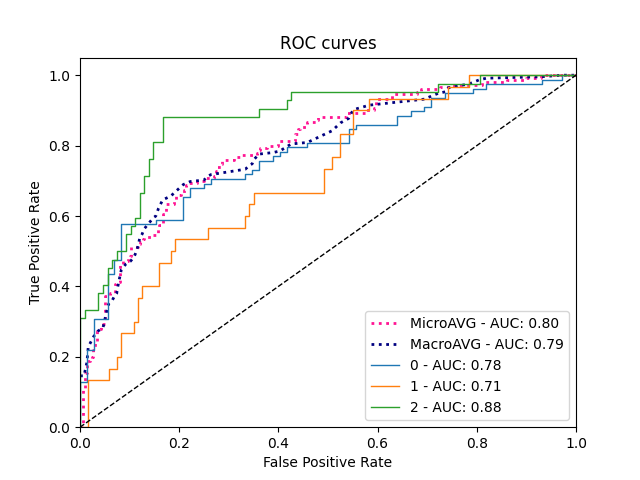 ROC curves
True Positive Rate
1.0
0.8
0.6
0.4
0.2
0.0
MicroAVG - AUC: 0.80
MacroAVG - AUC: 0.79
0 - AUC: 0.78
1 - AUC: 0.71
2 - AUC: 0.88
0.0 0.2 0.4 0.6 0.8 1.0
False Positive Rate